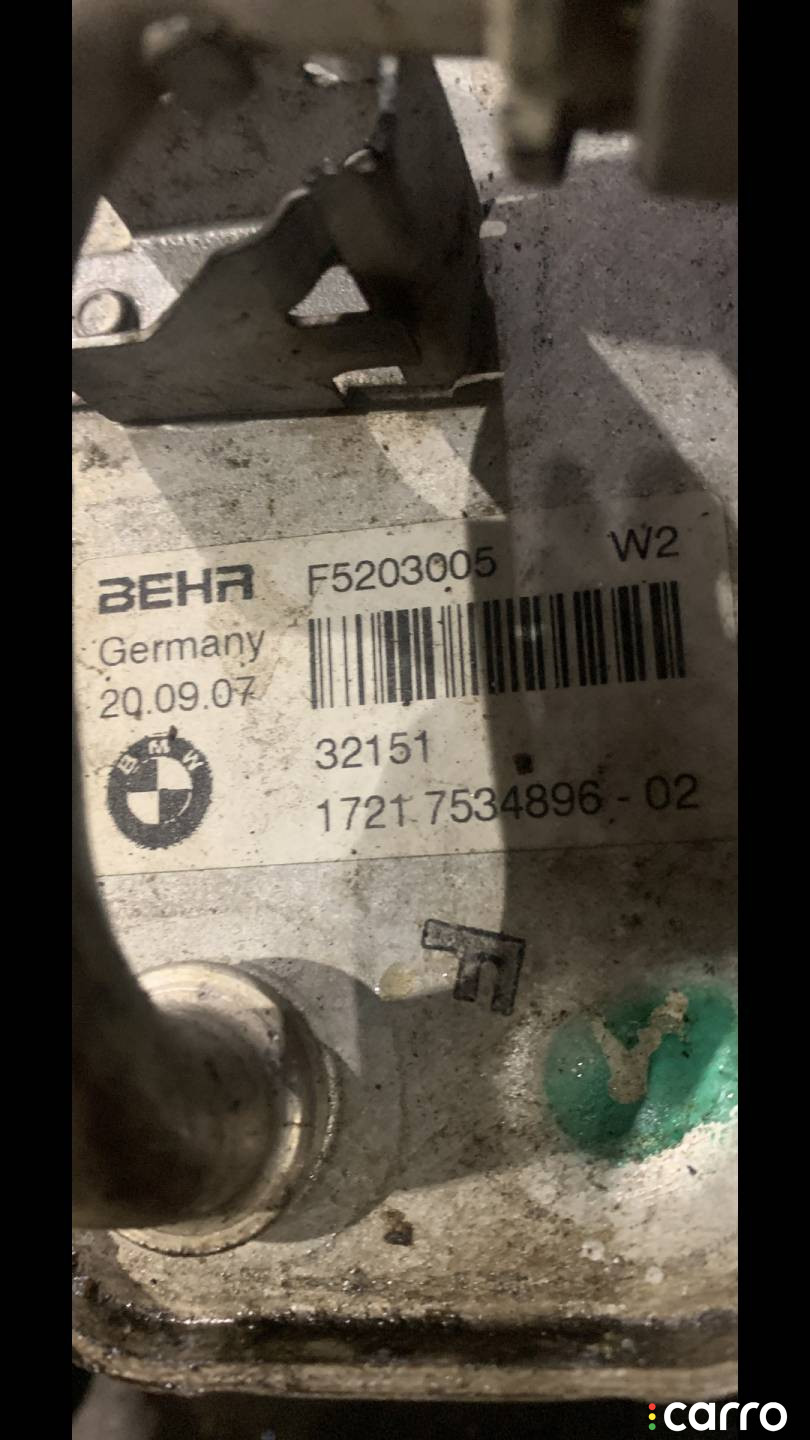 BEHR F5203005 W2
Germany
20.09.07
BMW
32151
1721 7534896 - 02
F
V
carro